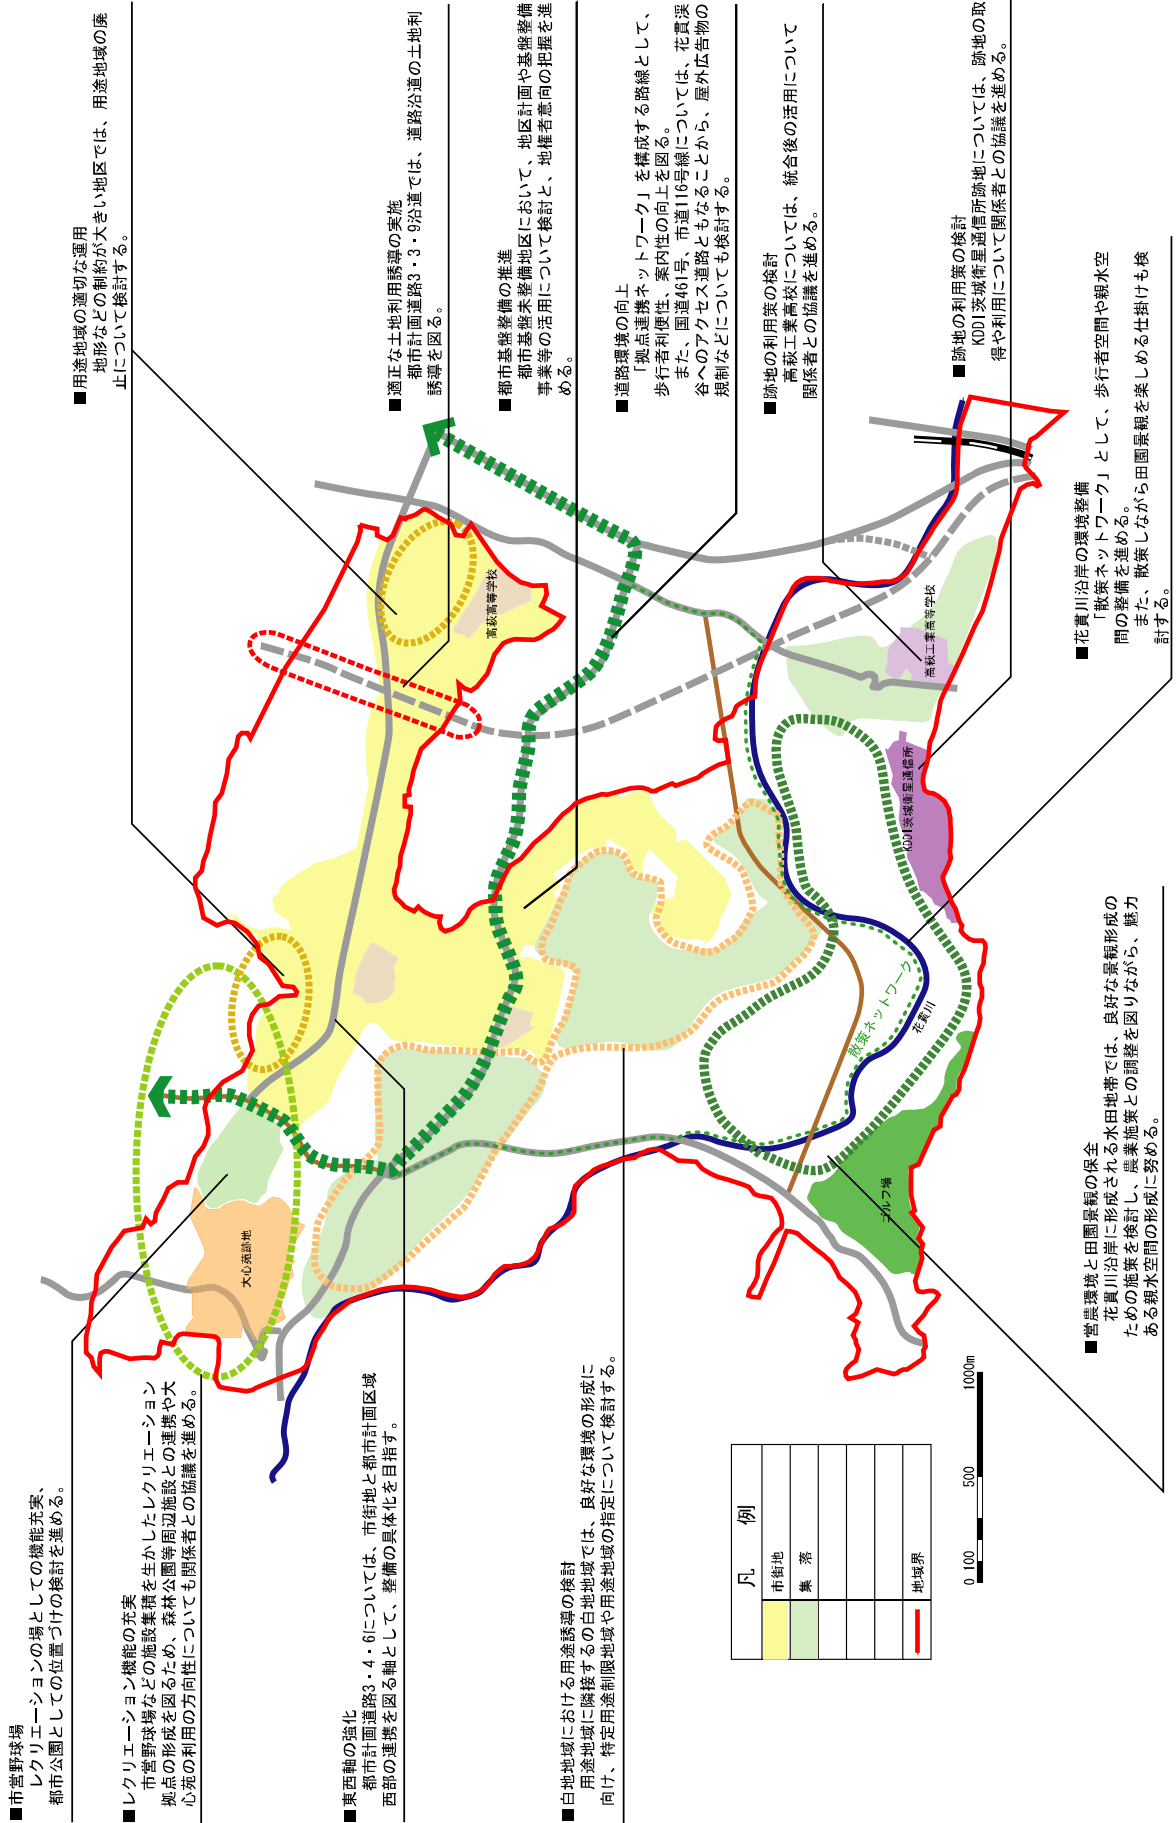 ■市営野球場
レクリエーションの場としての機能充実、
都市公園としての位置づけの検討を進める。
■レクリエーション機能の充実
市営野球場などの施設集積を生かしたレクリエーション
拠点の形成を図るため、森林公園等周辺施設との連携や大
心苑の利用の方向性についても関係者との協議を進める。
■東西軸の強化
都市計画道路3・4・6については、市街地と都市計画区域
西部の連携を図る軸として、整備の具体化を目指す。
■白地地域における用途誘導の検討
用途地域に隣接するの白地地域では、良好な環境の形成に
向け、特定用途制限地域や用途地域の指定について検討する。
■用途地域の適切な運用
地形などの制約が大きい地区では、用途地域の廃
止について検討する。
■適正な土地利用誘導の実施
都市計画道路3・3・9沿道では、道路沿道の土地利
誘導を図る。
■都市基盤整備の推進
都市基盤未整備地区において、地区計画や基盤整備
事業等の活用について検討と、地権者意向の把握を進
める。
■道路環境の向上
「拠点連携ネットワーク」を構成する路線として、
歩行者利便性、案内性の向上を図る。
また、国道461号、市道116号線については、花貫渓
谷へのアクセス道路ともなることから、屋外広告物の
規制などについても検討する。
■跡地の利用策の検討
高萩工業高校については、統合後の活用について
関係者との協議を進める。
■跡地の利用策の検討
KDDI茨城衛星通信所跡地については、跡地の取
得や利用について関係者との協議を進める。
■花貫川沿岸の環境整備
「散策ネットワーク」として、歩行者空間や親水空
間の整備を進める。
また、散策しながら田園景観を楽しめる仕掛けも検
討する。
■営農環境と田園景観の保全
花貫川沿岸に形成される水田地帯では、良好な景観形成の
ための施策を検討し、農業施策との調整を図りながら、魅力
ある親水空間の形成に努める。
大心苑跡地
高萩高等学校
高萩工業高等学校
KDDI茨城衛星通信所
散策ネットワーク
花貫川
ゴルフ場
凡 例
市街地
集 落
地域界
0 100 500 1000m